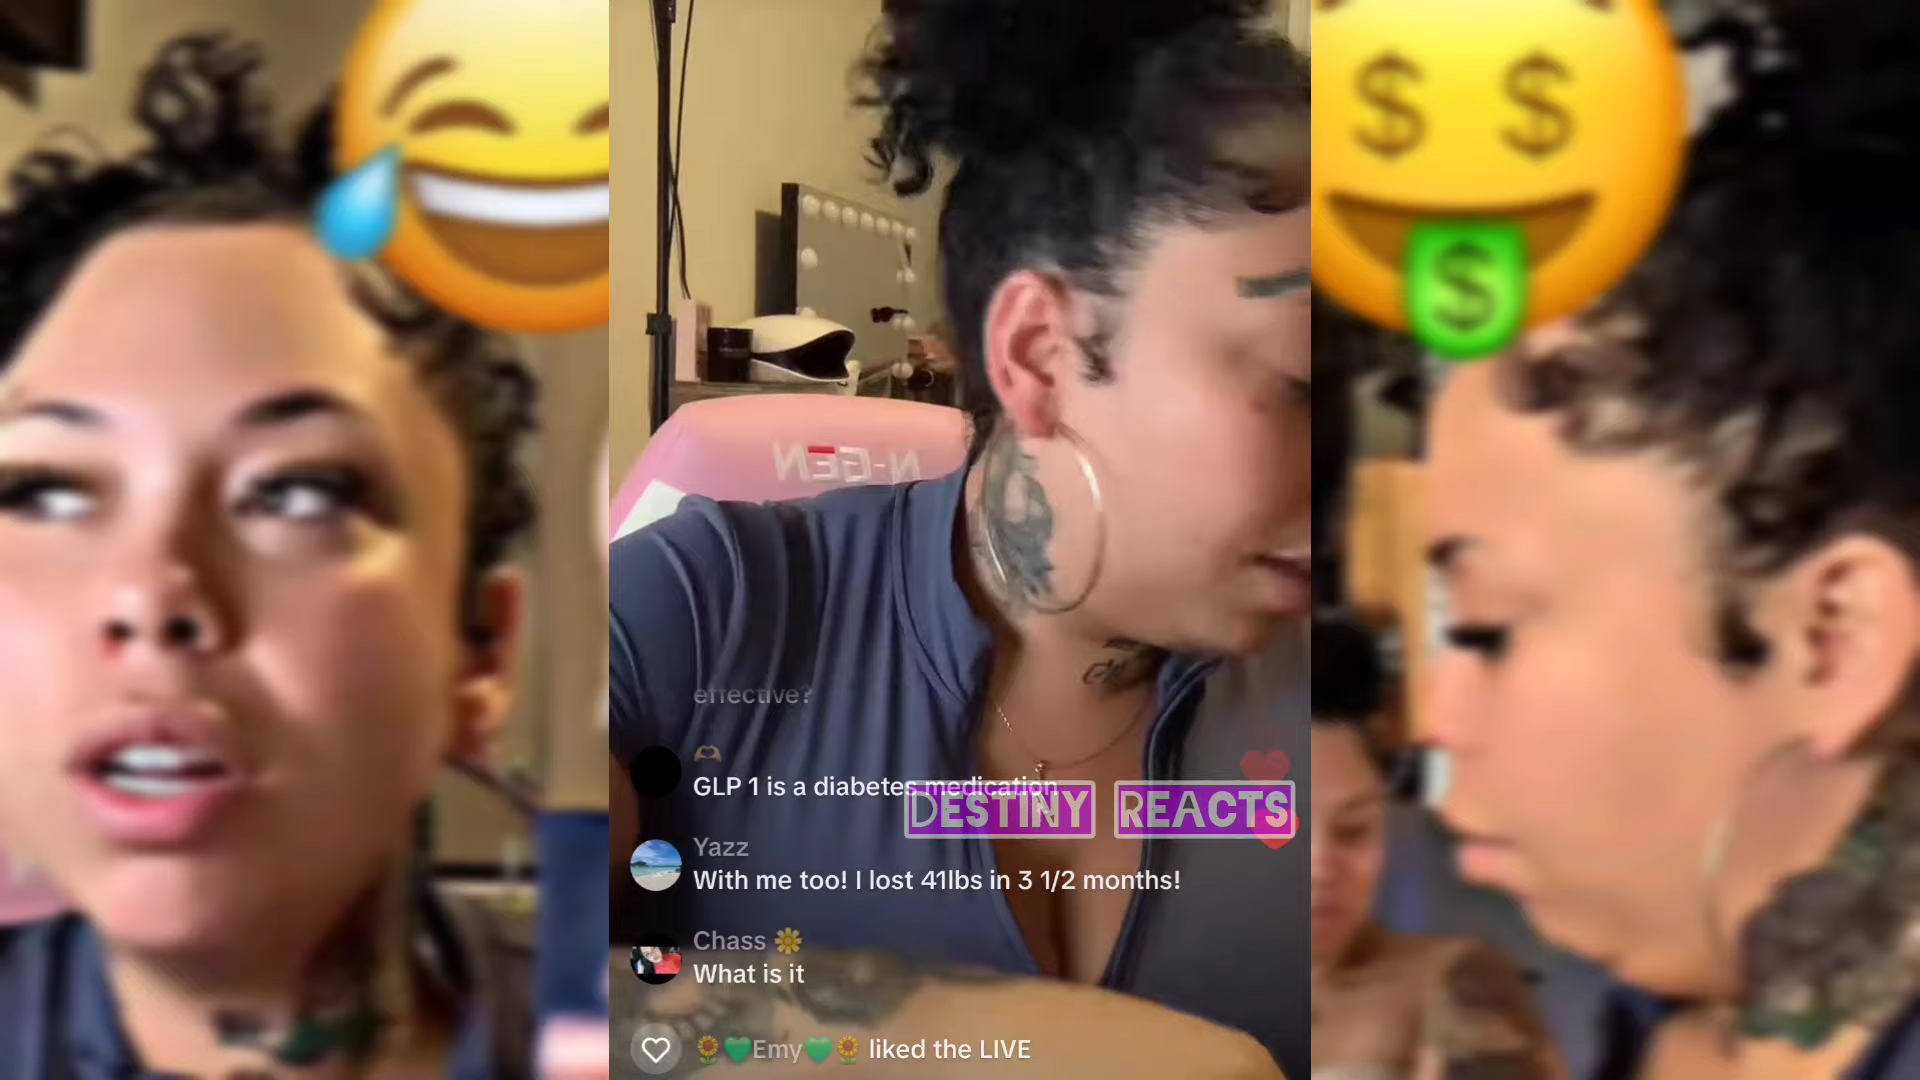 N-GEN
effective?
GLP 1 is a diabetes medication
DESTINY REACTS
Yazz
With me too! I lost 41lbs in 3 1/2 months!
Chass
What is it
Emy liked the LIVE